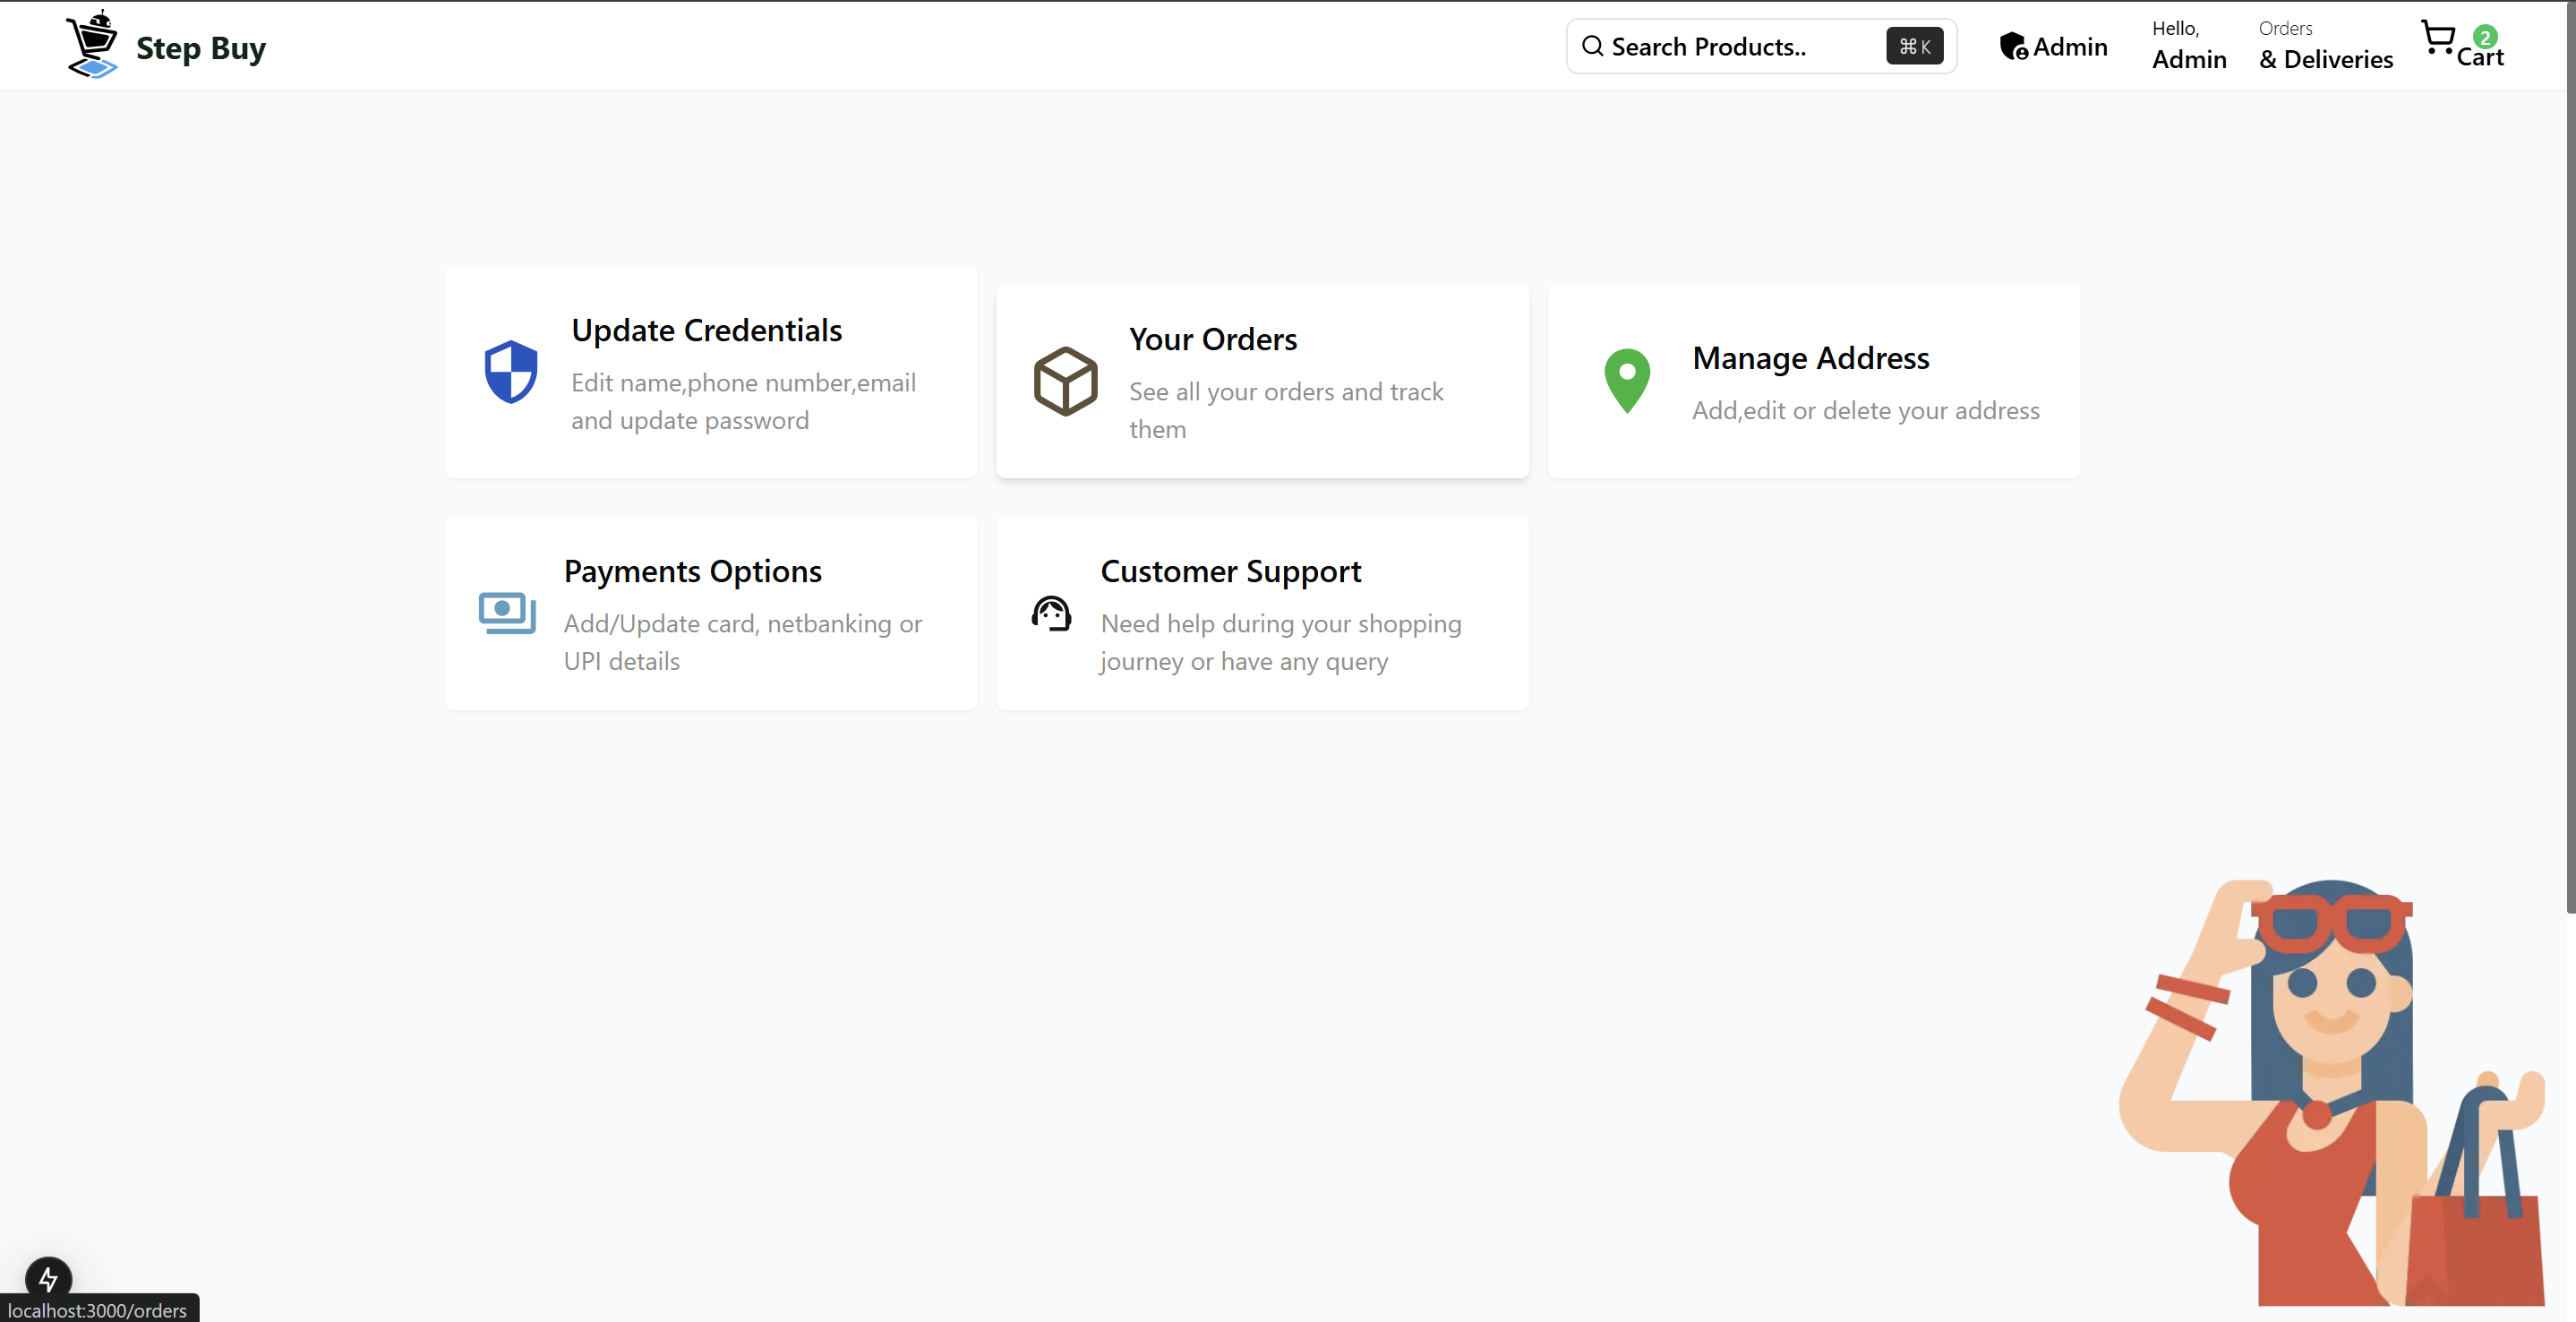 Step Buy
Search Products..
⌘K
Admin
Hello,
Admin
Orders
& Deliveries
2
Cart
Update Credentials
Edit name,phone number,email
and update password
Your Orders
See all your orders and track
them
Manage Address
Add,edit or delete your address
Payments Options
Add/Update card, netbanking or
UPI details
Customer Support
Need help during your shopping
journey or have any query
localhost:3000/orders